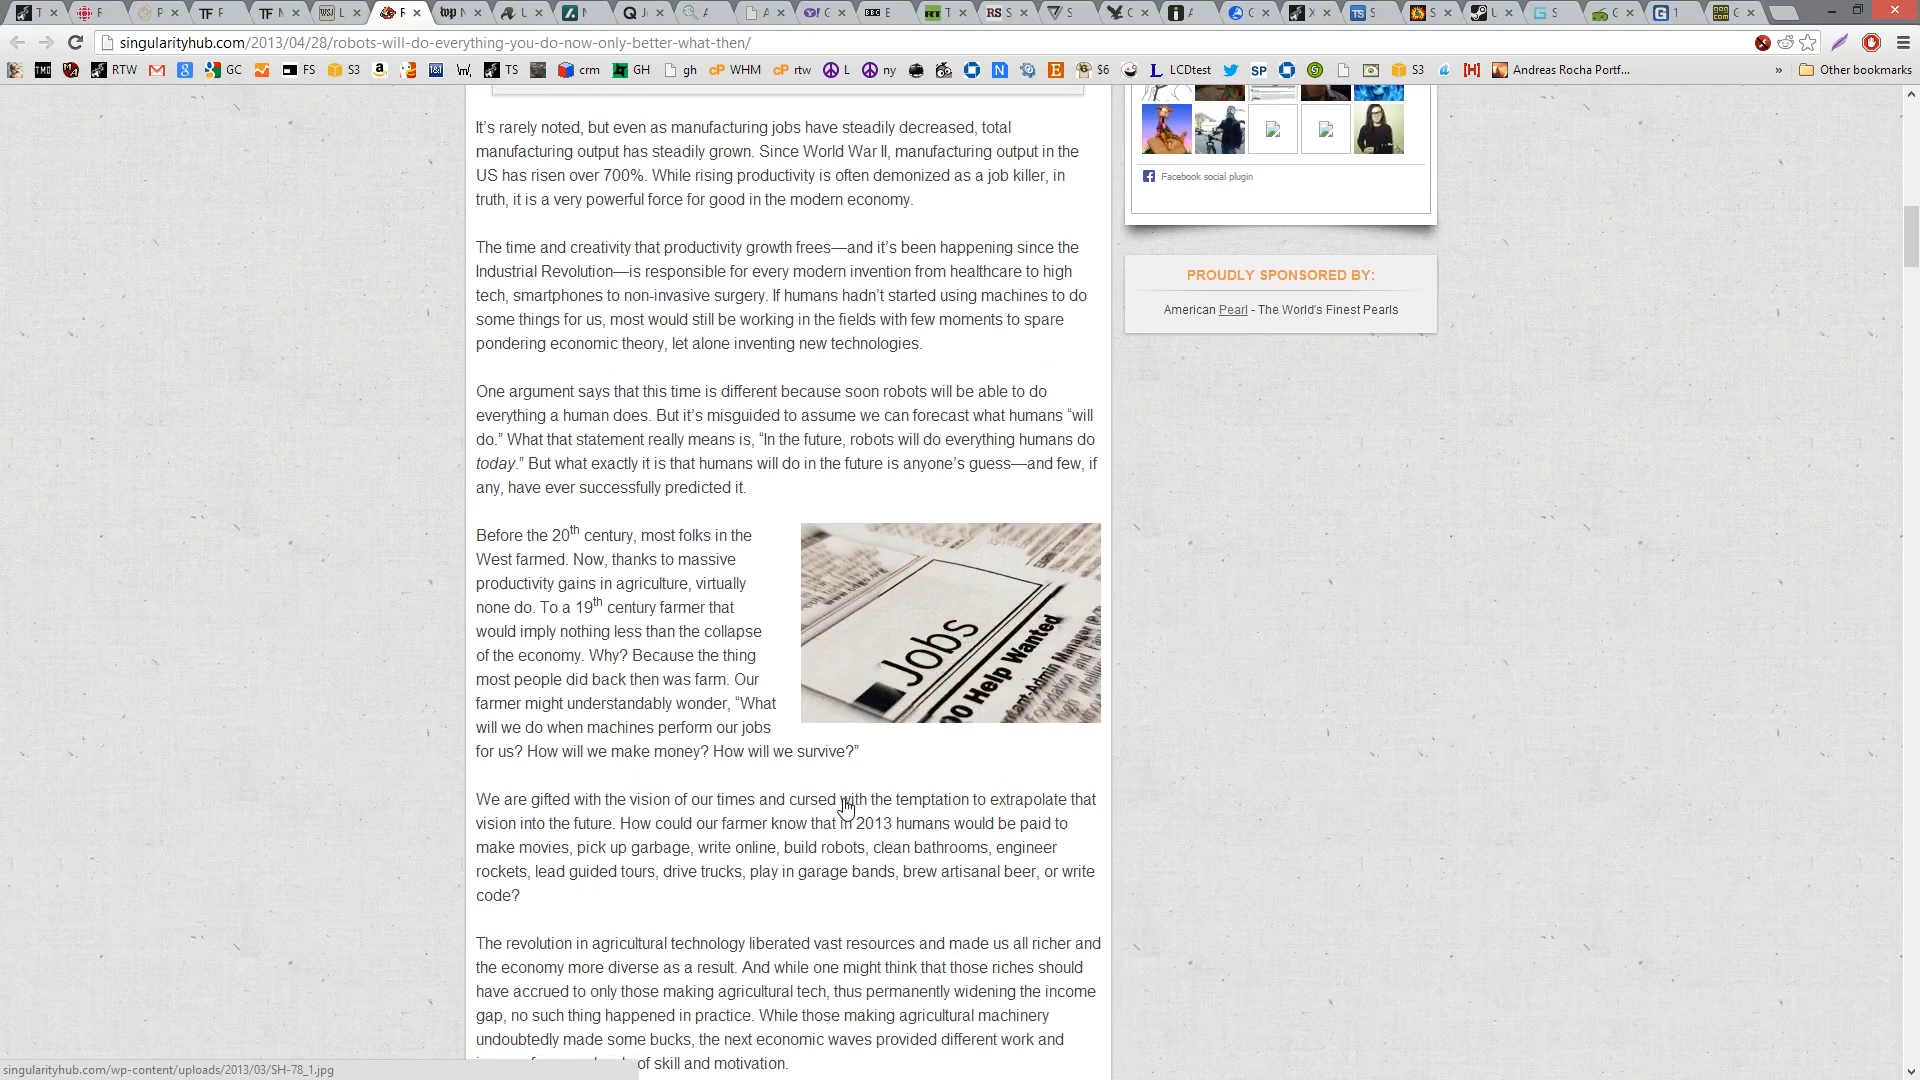 singularityhub.com/2013/04/28/robots-will-do-everything-you-do-now-only-better-what-then/
RTW GC FS S3 TS crm GH gh WHM rtw L ny $6 LCDtest S3 Andreas Rocha Portf... » Other bookmarks
It's rarely noted, but even as manufacturing jobs have steadily decreased, total
manufacturing output has steadily grown. Since World War II, manufacturing output in the
US has risen over 700%. While rising productivity is often demonized as a job killer, in
truth, it is a very powerful force for good in the modern economy.
The time and creativity that productivity growth frees—and it's been happening since the
Industrial Revolution—is responsible for every modern invention from healthcare to high
tech, smartphones to non-invasive surgery. If humans hadn't started using machines to do
some things for us, most would still be working in the fields with few moments to spare
pondering economic theory, let alone inventing new technologies.
One argument says that this time is different because soon robots will be able to do
everything a human does. But it's misguided to assume we can forecast what humans “will
do.” What that statement really means is, “In the future, robots will do everything humans do
today.” But what exactly it is that humans will do in the future is anyone's guess—and few, if
any, have ever successfully predicted it.
Before the 20th century, most folks in the
West farmed. Now, thanks to massive
productivity gains in agriculture, virtually
none do. To a 19th century farmer that
would imply nothing less than the collapse
of the economy. Why? Because the thing
most people did back then was farm. Our
farmer might understandably wonder, “What
will we do when machines perform our jobs
for us? How will we make money? How will we survive?”
Jobs
Help Wanted
We are gifted with the vision of our times and cursed with the temptation to extrapolate that
vision into the future. How could our farmer know that in 2013 humans would be paid to
make movies, pick up garbage, write online, build robots, clean bathrooms, engineer
rockets, lead guided tours, drive trucks, play in garage bands, brew artisanal beer, or write
code?
The revolution in agricultural technology liberated vast resources and made us all richer and
the economy more diverse as a result. And while one might think that those riches should
have accrued to only those making agricultural tech, thus permanently widening the income
gap, no such thing happened in practice. While those making agricultural machinery
undoubtedly made some bucks, the next economic waves provided different work and
of skill and motivation.
Facebook social plugin
PROUDLY SPONSORED BY:
American Pearl - The World's Finest Pearls
singularityhub.com/wp-content/uploads/2013/03/SH-78_1.jpg